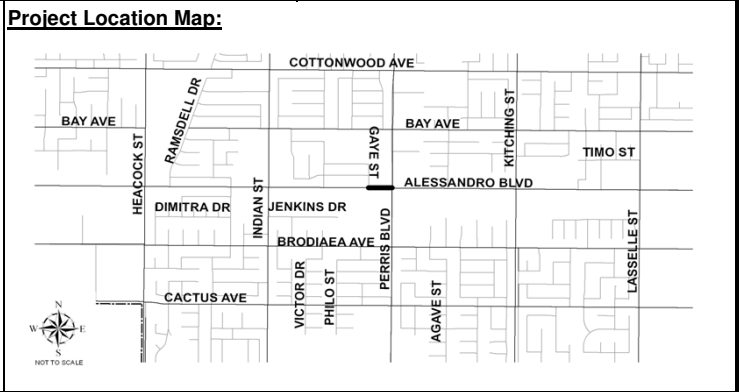 Project Location Map:
COTTONWOOD AVE
RAMSDELL DR
BAY AVE
HEACOCK ST
GAYE ST
BAY AVE
KITCHING ST
TIMO ST
ALESSANDRO BLVD
DIMITRA DR
INDIAN ST
JENKINS DR
PERRIS BLVD
LASSELLE ST
BRODIAEA AVE
VICTOR DR
PHILO ST
AGAVE ST
CACTUS AVE
N
W E
S
NOT TO SCALE